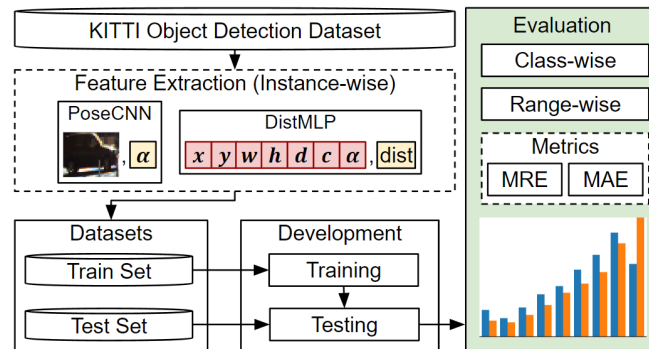 KITTI Object Detection Dataset
Feature Extraction (Instance-wise)
PoseCNN
, α
DistMLP
x y w h d c α , dist
Datasets
Train Set
Test Set
Development
Training
Testing
Evaluation
Class-wise
Range-wise
Metrics
MRE MAE